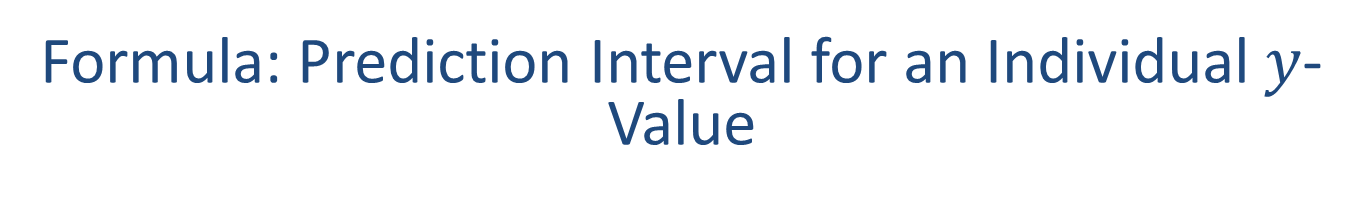 Formula: Prediction Interval for an Individual y-
Value